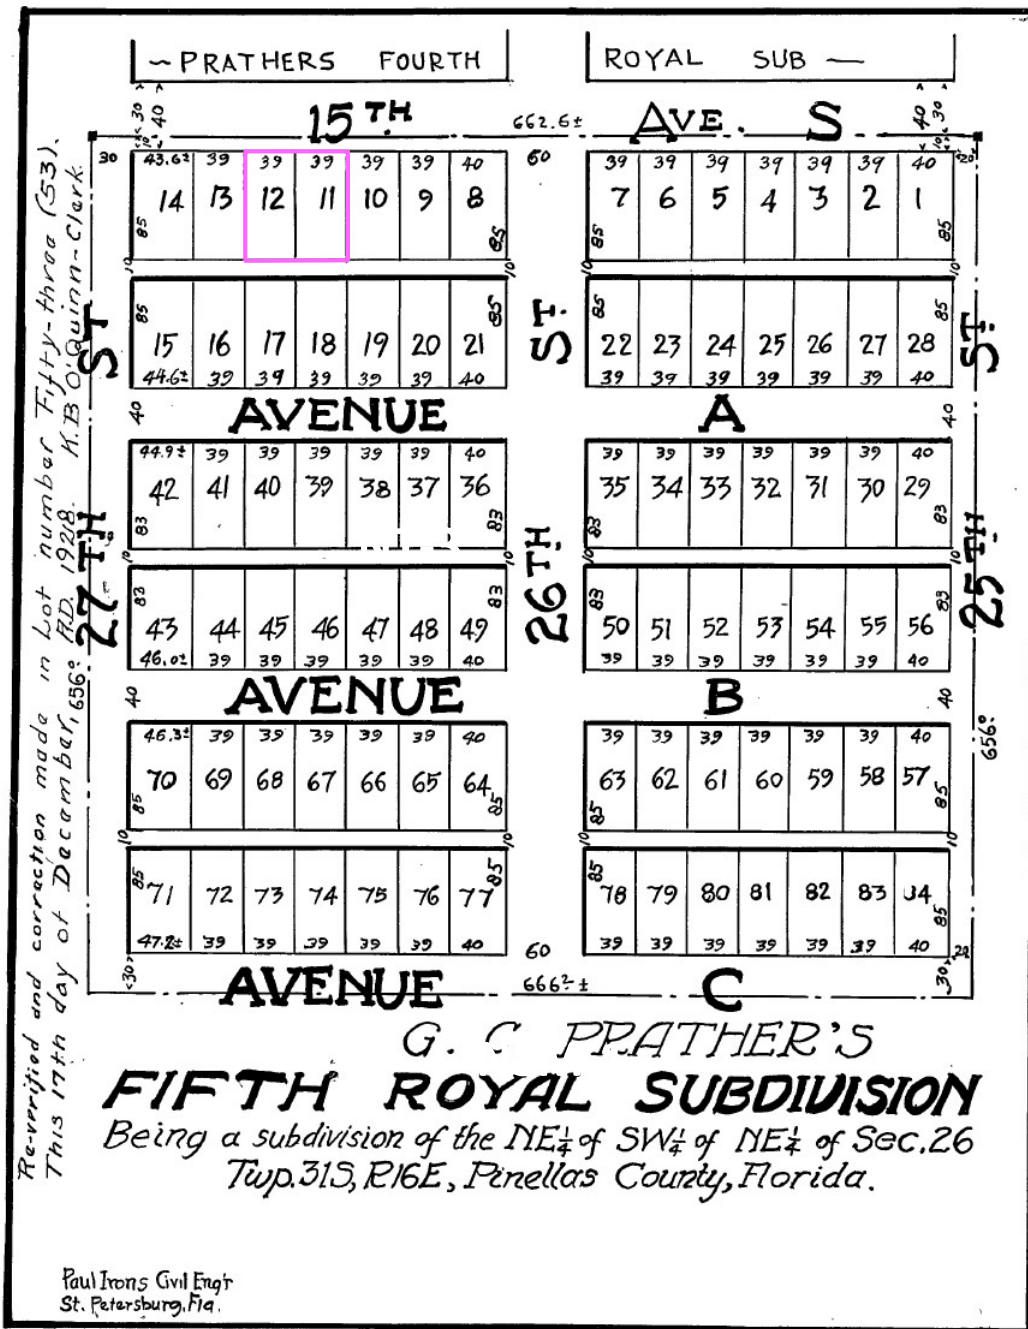 ~ PRATHERS FOURTH ROYAL SUB —
30 40 15TH 662.6± AVE. S 40 30
30 43.6± 39 39 39 39 39 40 60 39 39 39 39 39 39 40 20
14 13 12 11 10 9 8 7 6 5 4 3 2 1
85 85 85 85
10 10 10
85 85 85 85
15 16 17 18 19 20 21 22 23 24 25 26 27 28
44.6± 39 39 39 39 39 40 39 39 39 39 39 39 40
40 AVENUE A 40
44.9± 39 39 39 39 39 40 39 39 39 39 39 39 40
42 41 40 39 38 37 36 35 34 33 32 31 30 29
83 83 83 83
10 10 10 10
83 83 83 83
43 44 45 46 47 48 49 50 51 52 53 54 55 56
46.0± 39 39 39 39 39 40 39 39 39 39 39 39 40
40 AVENUE B 40
46.3± 39 39 39 39 39 40 39 39 39 39 39 39 40
70 69 68 67 66 65 64 63 62 61 60 59 58 57
85 85 85 85
10 10 10 10
85 85 85 85
71 72 73 74 75 76 77 78 79 80 81 82 83
47.2± 39 39 39 39 39 40 60 39 39 39 39 39 39 40 20
30 AVENUE 666²± C 30
27TH ST
656°
26TH ST.
25TH ST.
656°
Re-verified and correction made in Lot number Fifty-three (53).
This 17th day of December, A.D. 1928. K.B O'Quinn-Clerk.
G. C PRATHER'S
FIFTH ROYAL SUBDIVISION
Being a subdivision of the NE¼ of SW¼ of NE¼ of Sec.26
Twp.31S, R16E, Pinellas County, Florida.
Paul Irons Civil Eng'r
St. Petersburg, Fla.